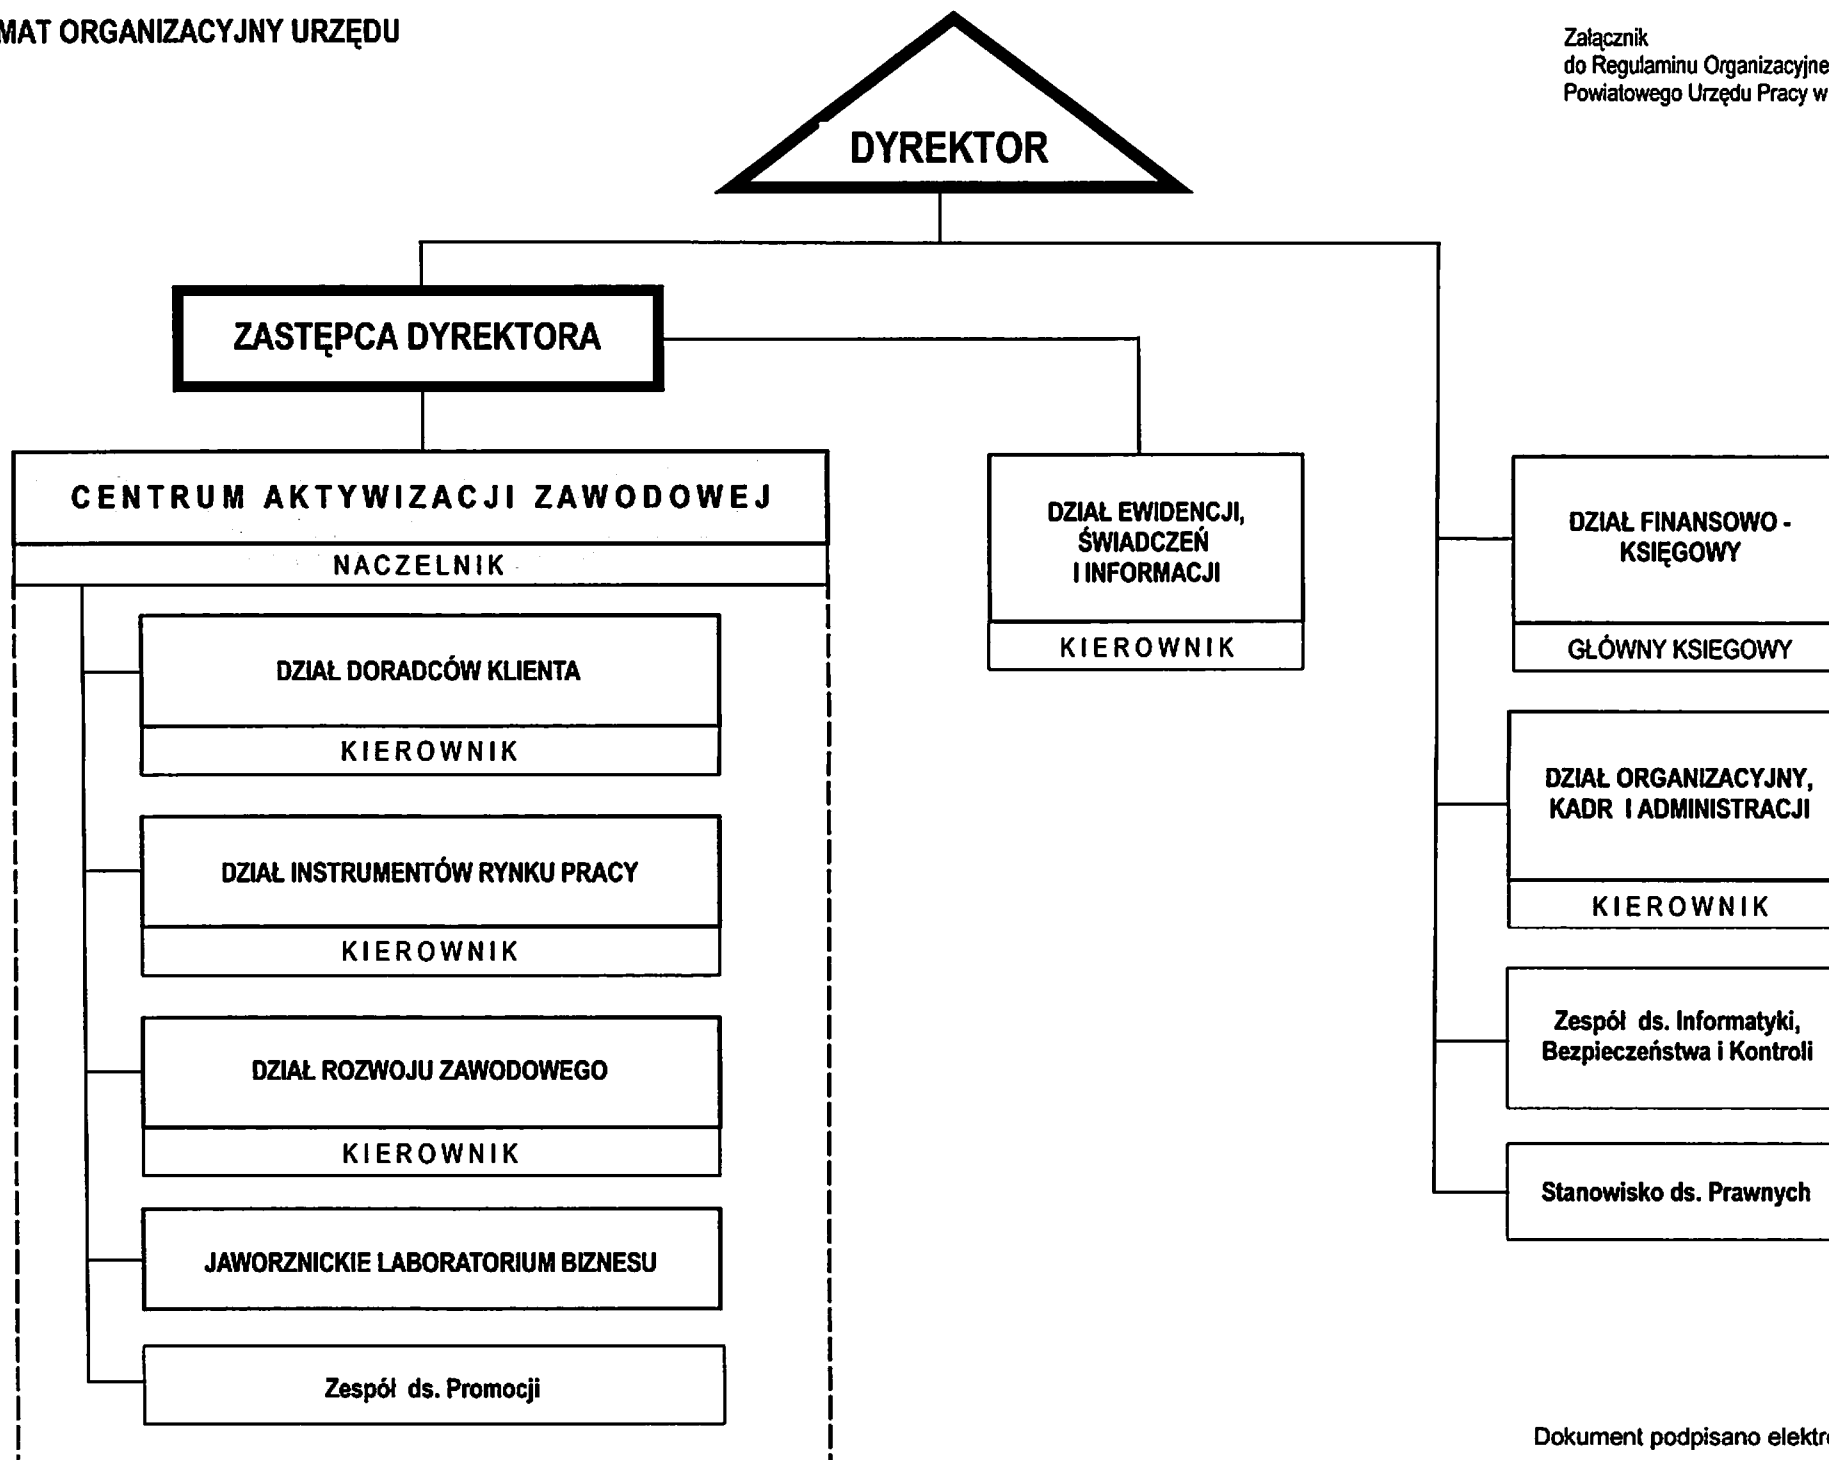 MAT ORGANIZACYJNY URZĘDU
Załącznik
do Regulaminu Organizacyjne
Powiatowego Urzędu Pracy w
DYREKTOR
ZASTĘPCA DYREKTORA
CENTRUM AKTYWIZACJI ZAWODOWEJ
NACZELNIK
DZIAŁ DORADCÓW KLIENTA
KIEROWNIK
DZIAŁ INSTRUMENTÓW RYNKU PRACY
KIEROWNIK
DZIAŁ ROZWOJU ZAWODOWEGO
KIEROWNIK
JAWORZNICKIE LABORATORIUM BIZNESU
Zespół ds. Promocji
DZIAŁ EWIDENCJI,
ŚWIADCZEŃ
I INFORMACJI
KIEROWNIK
DZIAŁ FINANSOWO -
KSIĘGOWY
GŁÓWNY KSIEGOWY
DZIAŁ ORGANIZACYJNY,
KADR I ADMINISTRACJI
KIEROWNIK
Zespół ds. Informatyki,
Bezpieczeństwa i Kontroli
Stanowisko ds. Prawnych
Dokument podpisano elektro